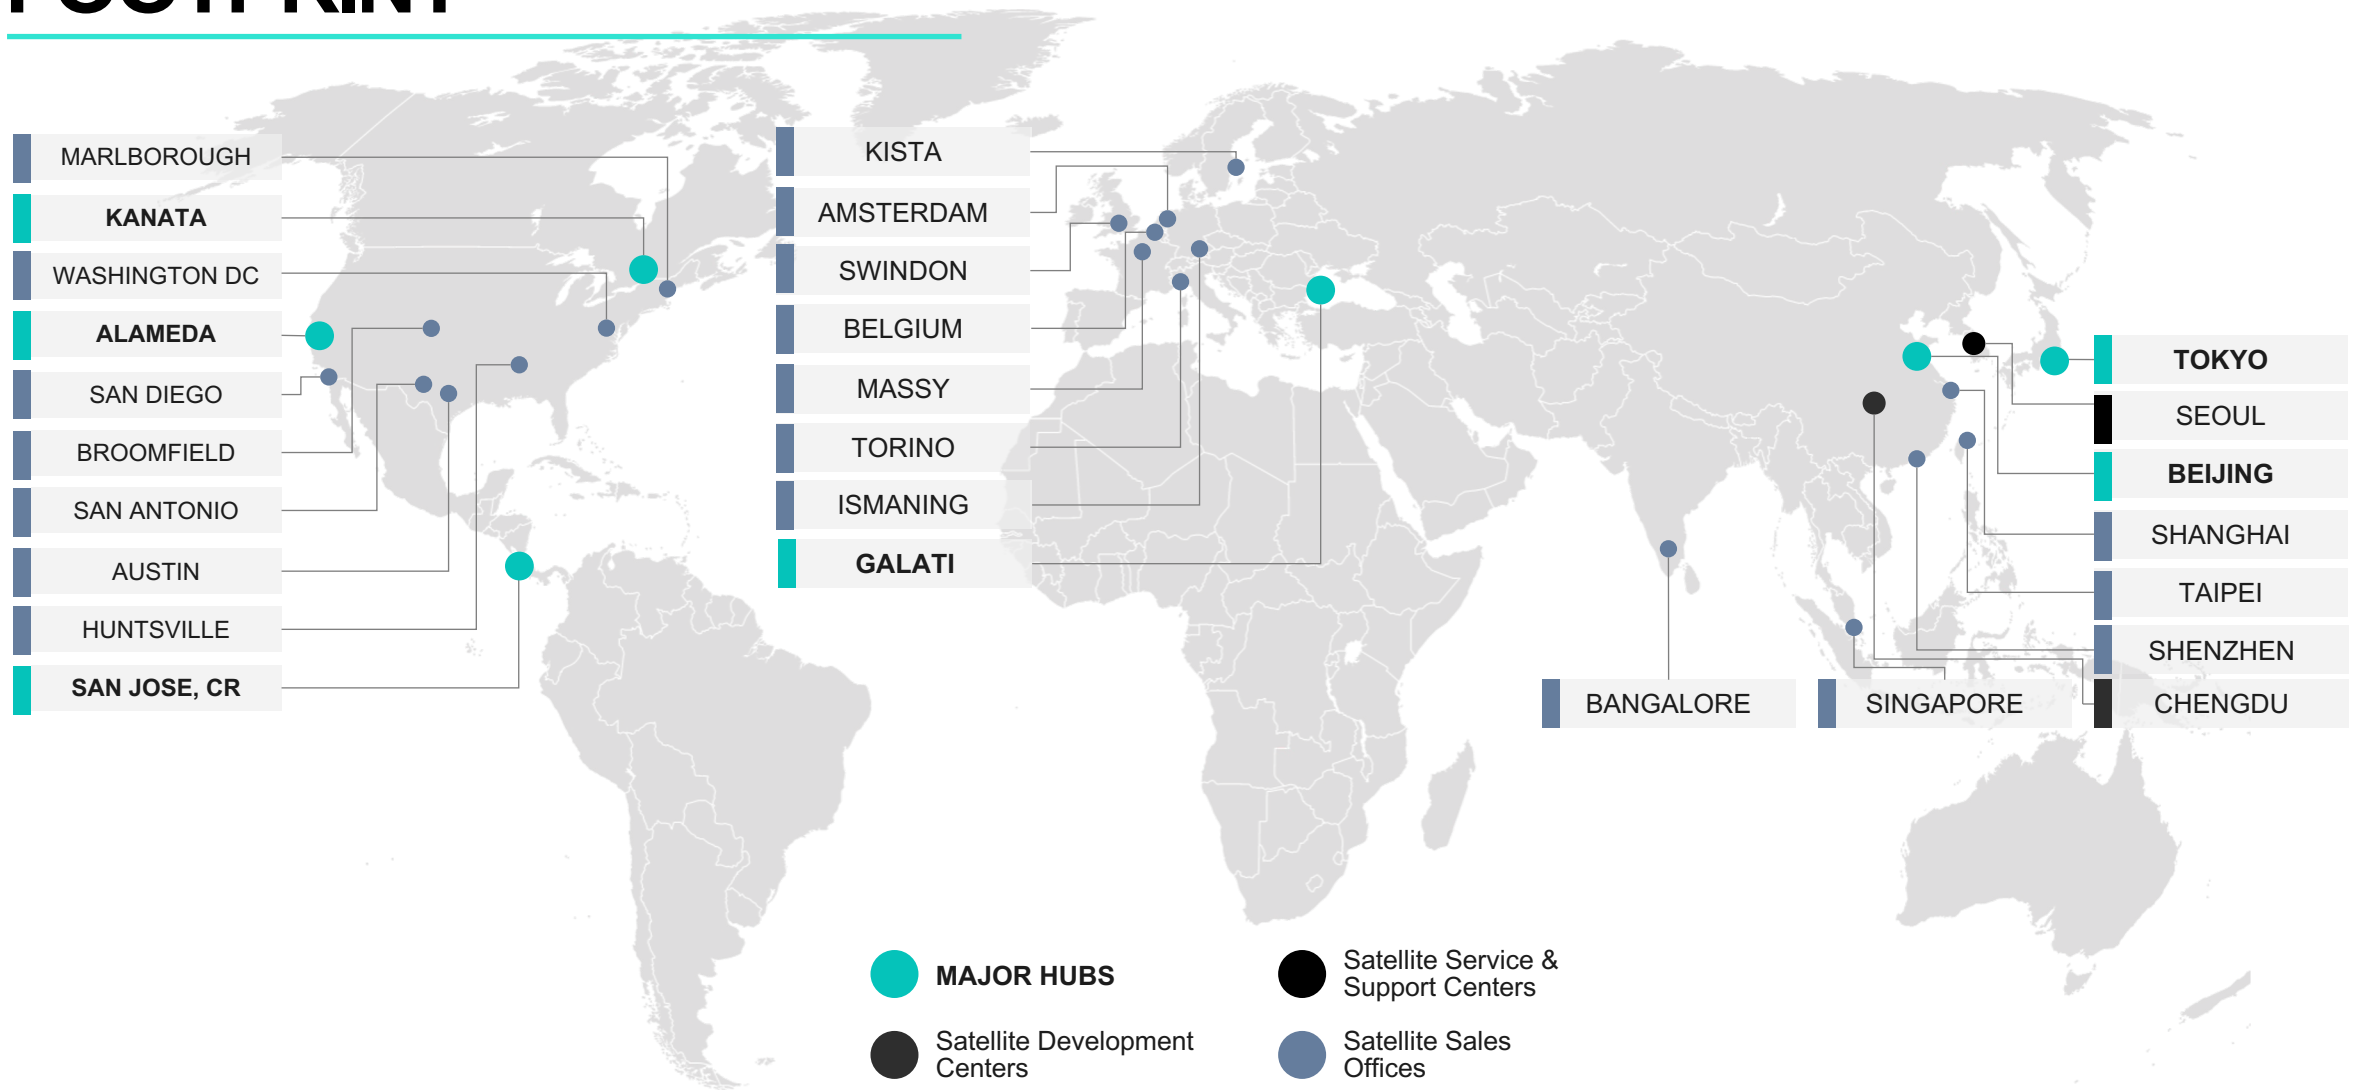 FOOTPRINT
MARLBOROUGH
KANATA
WASHINGTON DC
ALAMEDA
SAN DIEGO
BROOMFIELD
SAN ANTONIO
AUSTIN
HUNTSVILLE
SAN JOSE, CR
KISTA
AMSTERDAM
SWINDON
BELGIUM
MASSY
TORINO
ISMANING
GALATI
TOKYO
SEOUL
BEIJING
SHANGHAI
TAIPEI
SHENZHEN
CHENGDU
BANGALORE
SINGAPORE
MAJOR HUBS
Satellite Development
Centers
Satellite Service &
Support Centers
Satellite Sales
Offices